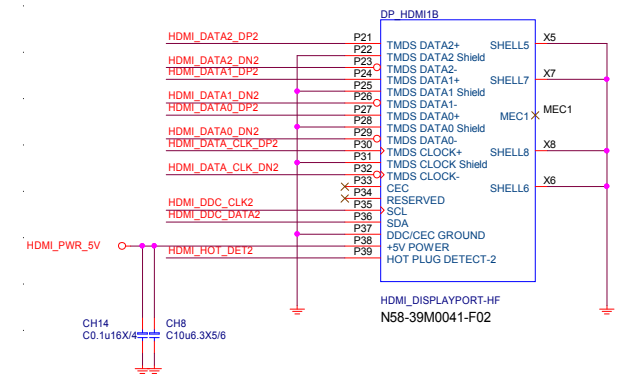 DP_HDMI1B
HDMI_DATA2_DP2 P21 TMDS DATA2+ SHELL5 X5
P22 TMDS DATA2 Shield
HDMI_DATA2_DN2 P23 TMDS DATA2-
HDMI_DATA1_DP2 P24 TMDS DATA1+ SHELL7 X7
P25 TMDS DATA1 Shield
HDMI_DATA1_DN2 P26 TMDS DATA1-
HDMI_DATA0_DP2 P27 TMDS DATA0+ MEC1 MEC1
P28 TMDS DATA0 Shield
HDMI_DATA0_DN2 P29 TMDS DATA0-
HDMI_DATA_CLK_DP2 P30 TMDS CLOCK+ SHELL8 X8
P31 TMDS CLOCK Shield
HDMI_DATA_CLK_DN2 P32 TMDS CLOCK-
P33 CEC SHELL6 X6
P34 RESERVED
HDMI_DDC_CLK2 P35 SCL
HDMI_DDC_DATA2 P36 SDA
P37 DDC/CEC GROUND
HDMI_PWR_5V P38 +5V POWER
HDMI_HOT_DET2 P39 HOT PLUG DETECT-2
HDMI_DISPLAYPORT-HF
N58-39M0041-F02
CH14 CH8
C0.1u16X/4 C10u6.3X5/6